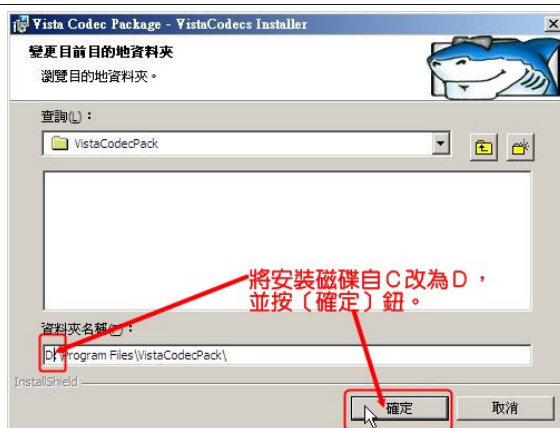 Vista Codec Package - VistaCodecs Installer
變更目前目的地資料夾
瀏覽目的地資料夾。
查詢(L)：
VistaCodecPack
將安裝磁碟自C改為D，
並按〔確定〕鈕。
資料夾名稱(F)：
D:\Program Files\VistaCodecPack\
InstallShield
確定
取消